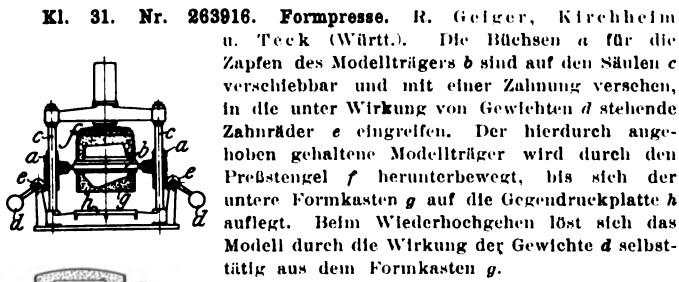 Kl. 31. Nr. 263916. Formpresse. R. Geiger, Kirchheim
u. Teck (Württ.). Die Büchsen a für die
Zapfen des Modellträgers b sind auf den Säulen c
verschiebbar und mit einer Zahnung versehen,
in die unter Wirkung von Gewichten d stehende
Zahnräder e eingreifen. Der hierdurch ange-
hoben gehaltene Modellträger wird durch den
Preßstengel f herunterbewegt, bis sich der
untere Formkasten g auf die Gegendruckplatte h
auflegt. Beim Wiederhochgehen löst sich das
Modell durch die Wirkung der Gewichte d selbst-
tätig aus dem Formkasten g.
c f c
a b a
e e
d h g d